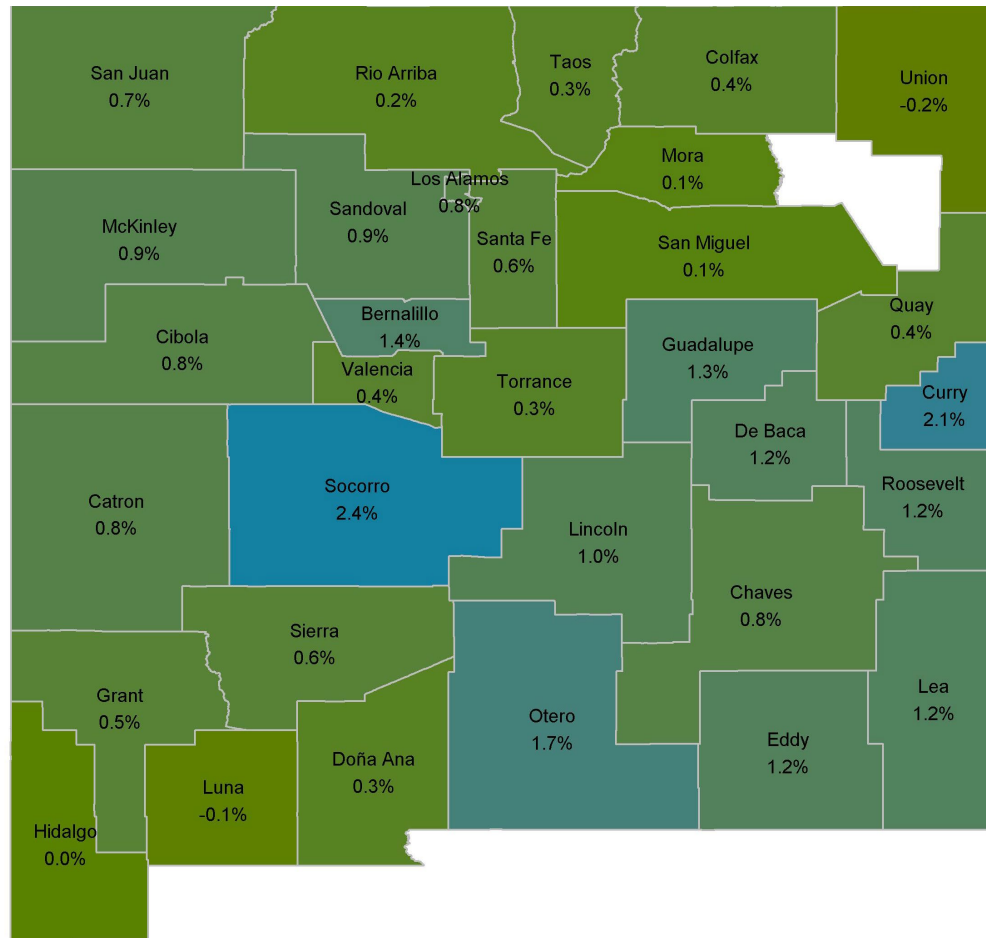 San Juan
0.7%
Rio Arriba
0.2%
Taos
0.3%
Colfax
0.4%
Union
-0.2%
Mora
0.1%
Los Alamos
0.8%
McKinley
0.9%
Sandoval
0.9%
Santa Fe
0.6%
San Miguel
0.1%
Quay
0.4%
Bernalillo
1.4%
Cibola
0.8%
Guadalupe
1.3%
Valencia
0.4%
Torrance
0.3%
Curry
2.1%
De Baca
1.2%
Roosevelt
1.2%
Catron
0.8%
Socorro
2.4%
Lincoln
1.0%
Chaves
0.8%
Sierra
0.6%
Grant
0.5%
Otero
1.7%
Lea
1.2%
Eddy
1.2%
Doña Ana
0.3%
Luna
-0.1%
Hidalgo
0.0%